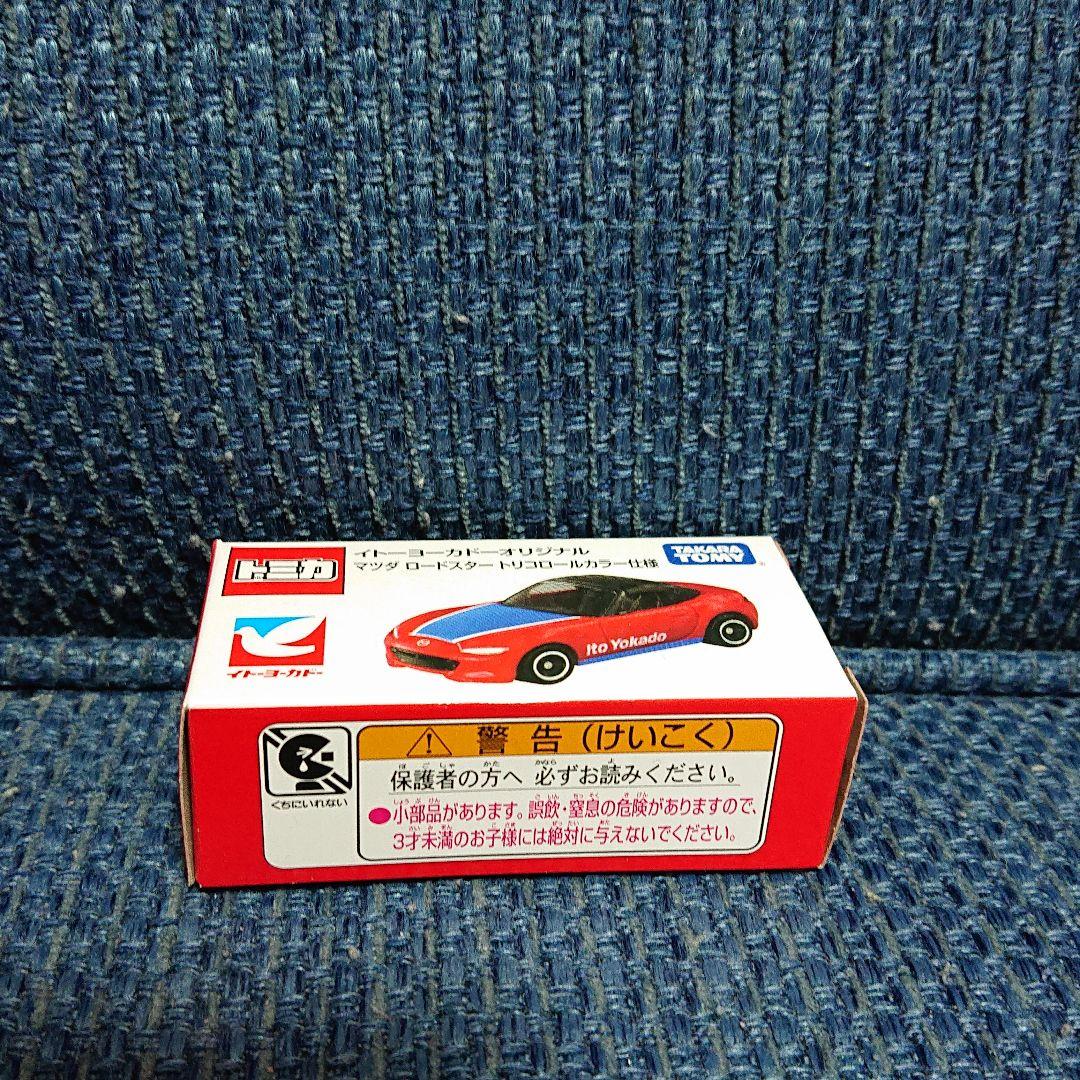 トミカ
イトーヨーカドーオリジナル
マツダ ロードスター トリコロールカラー仕様
TAKARA TOMY
イトーヨーカドー
Ito Yokado
くちにいれない
警告(けいこく)
保護者の方へ 必ずお読みください。
●小部品があります。誤飲・窒息の危険がありますので、
3才未満のお子様には絶対に与えないでください。